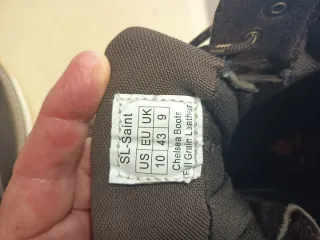 SL-Saint
US EU UK
10 43 9
Chelsea Boots
Full Grain Leather